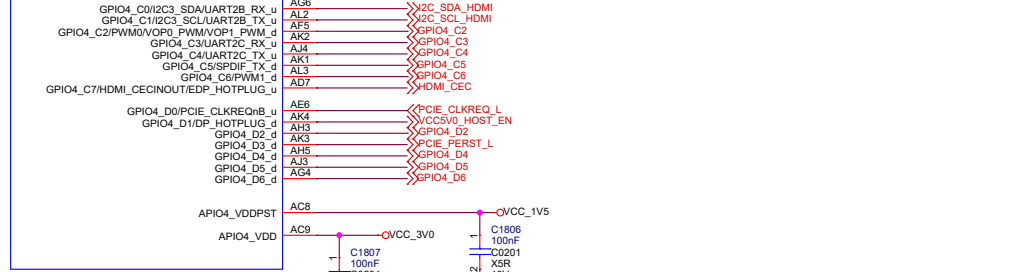 GPIO4_C0/I2C3_SDA/UART2B_RX_u AG6 I2C_SDA_HDMI
GPIO4_C1/I2C3_SCL/UART2B_TX_u AL2 I2C_SCL_HDMI
GPIO4_C2/PWM0/VOP0_PWM/VOP1_PWM_d AF5 GPIO4_C2
GPIO4_C3/UART2C_RX_u AK2 GPIO4_C3
GPIO4_C4/UART2C_TX_u AJ4 GPIO4_C4
GPIO4_C5/SPDIF_TX_d AK1 GPIO4_C5
GPIO4_C6/PWM1_d AL3 GPIO4_C6
GPIO4_C7/HDMI_CECINOUT/EDP_HOTPLUG_u AD7 HDMI_CEC
GPIO4_D0/PCIE_CLKREQnB_u AE6 PCIE_CLKREQ_L
GPIO4_D1/DP_HOTPLUG_d AK4 VCC5V0_HOST_EN
GPIO4_D2_d AH3 GPIO4_D2
GPIO4_D3_d AK3 PCIE_PERST_L
GPIO4_D4_d AH5 GPIO4_D4
GPIO4_D5_d AJ3 GPIO4_D5
GPIO4_D6_d AG4 GPIO4_D6
APIO4_VDDPST AC8 VCC_1V5
APIO4_VDD AC9 VCC_3V0
C1806
100nF
C0201
X5R
1
2
C1807
100nF
1